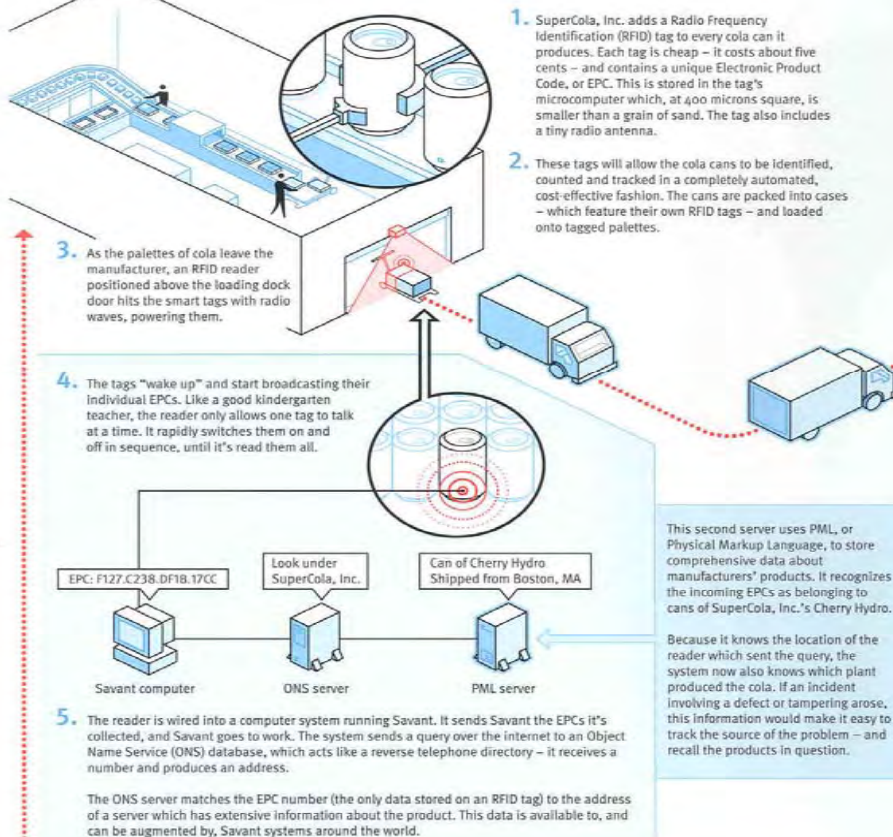 1. SuperCola, Inc. adds a Radio Frequency
Identification (RFID) tag to every cola can it
produces. Each tag is cheap – it costs about five
cents – and contains a unique Electronic Product
Code, or EPC. This is stored in the tag's
microcomputer which, at 400 microns square, is
smaller than a grain of sand. The tag also includes
a tiny radio antenna.
2. These tags will allow the cola cans to be identified,
counted and tracked in a completely automated,
cost-effective fashion. The cans are packed into cases
– which feature their own RFID tags – and loaded
onto tagged palettes.
3. As the palettes of cola leave the
manufacturer, an RFID reader
positioned above the loading dock
door hits the smart tags with radio
waves, powering them.
4. The tags "wake up" and start broadcasting their
individual EPCs. Like a good kindergarten
teacher, the reader only allows one tag to talk
at a time. It rapidly switches them on and
off in sequence, until it's read them all.
EPC: F127.C238.DF1B.17CC
Look under
SuperCola, Inc.
Can of Cherry Hydro
Shipped from Boston, MA
Savant computer
ONS server
PML server
This second server uses PML, or
Physical Markup Language, to store
comprehensive data about
manufacturers' products. It recognizes
the incoming EPCs as belonging to
cans of SuperCola, Inc.'s Cherry Hydro.
Because it knows the location of the
reader which sent the query, the
system now also knows which plant
produced the cola. If an incident
involving a defect or tampering arose,
this information would make it easy to
track the source of the problem – and
recall the products in question.
5. The reader is wired into a computer system running Savant. It sends Savant the EPCs it's
collected, and Savant goes to work. The system sends a query over the internet to an Object
Name Service (ONS) database, which acts like a reverse telephone directory – it receives a
number and produces an address.
The ONS server matches the EPC number (the only data stored on an RFID tag) to the address
of a server which has extensive information about the product. This data is available to, and
can be augmented by, Savant systems around the world.